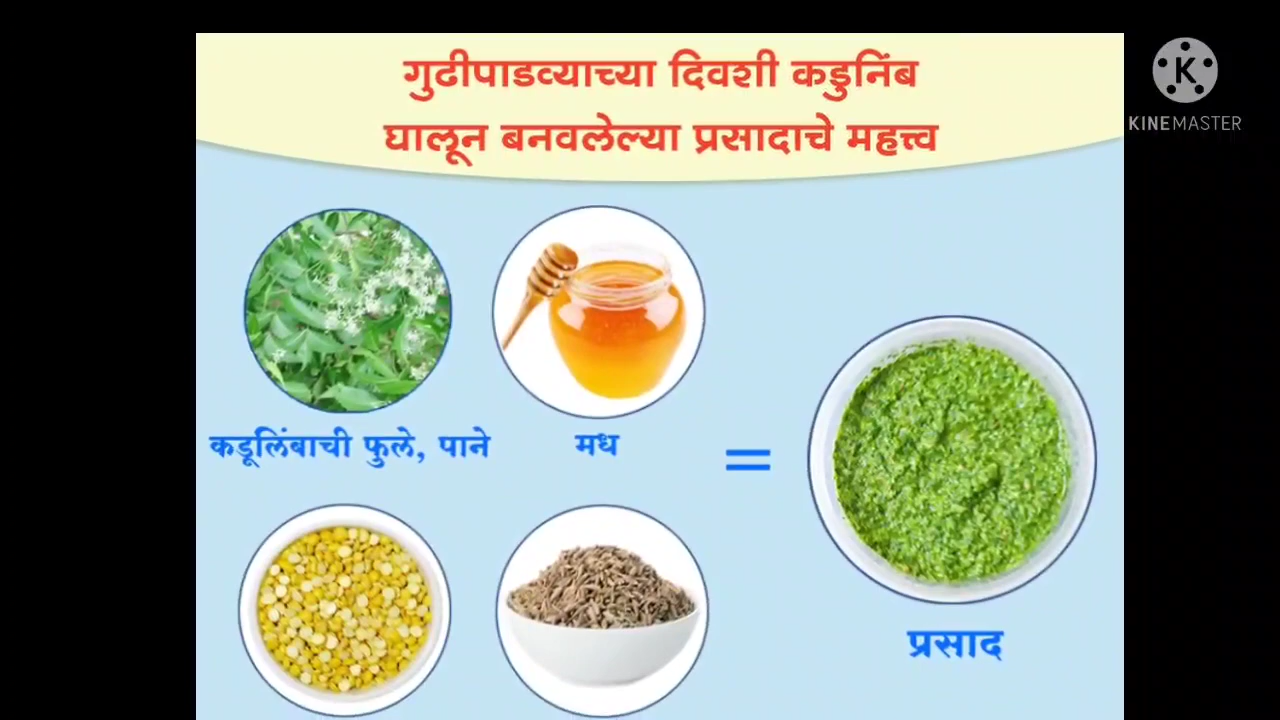 गुढीपाडव्याच्या दिवशी कडुनिंब
घालून बनवलेल्या प्रसादाचे महत्त्व
KINEMASTER
कडूलिंबाची फुले, पाने
मध
=
प्रसाद